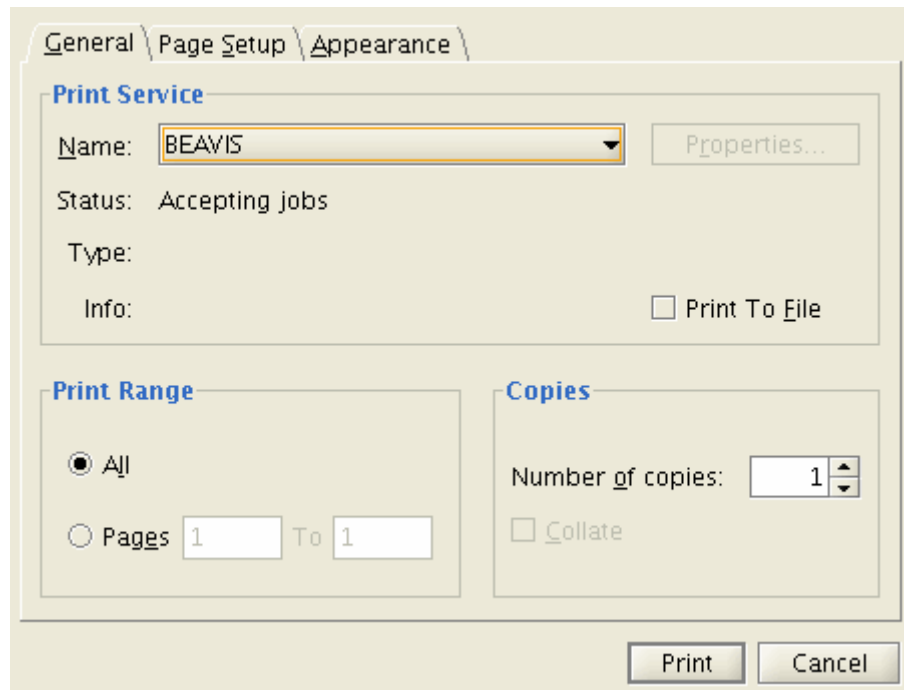 General Page Setup Appearance
Print Service
Name: BEAVIS Properties...
Status: Accepting jobs
Type:
Info: Print To File
Print Range
All
Pages 1 To 1
Copies
Number of copies: 1
Collate
Print Cancel